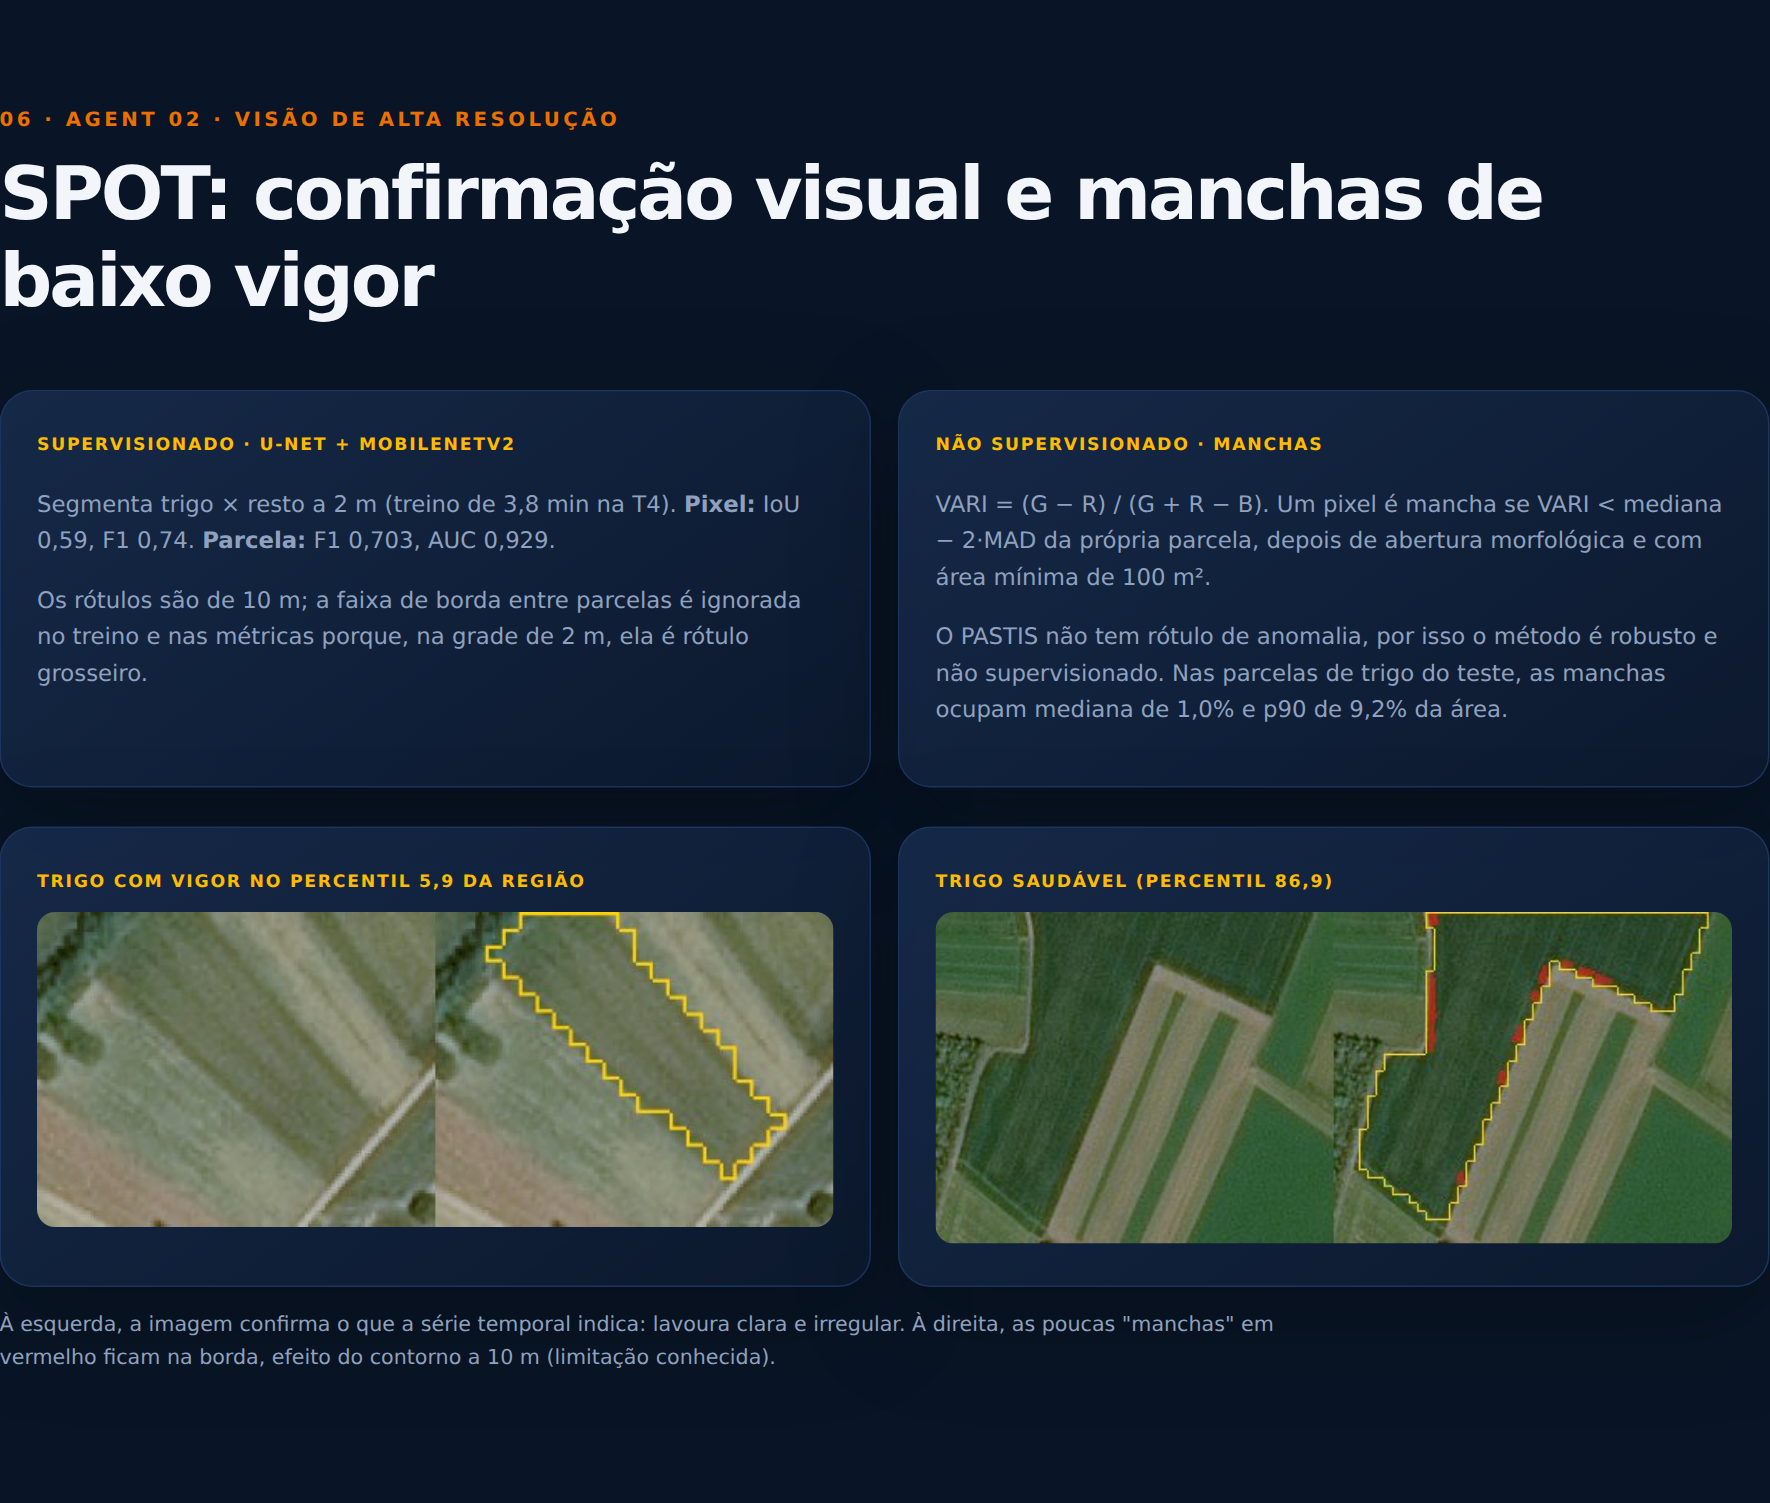 06 · AGENT 02 · VISÃO DE ALTA RESOLUÇÃO
SPOT: confirmação visual e manchas de
baixo vigor
SUPERVISIONADO · U-NET + MOBILENETV2
Segmenta trigo × resto a 2 m (treino de 3,8 min na T4). Pixel: IoU
0,59, F1 0,74. Parcela: F1 0,703, AUC 0,929.
Os rótulos são de 10 m; a faixa de borda entre parcelas é ignorada
no treino e nas métricas porque, na grade de 2 m, ela é rótulo
grosseiro.
NÃO SUPERVISIONADO · MANCHAS
VARI = (G − R) / (G + R − B). Um pixel é mancha se VARI < mediana
− 2·MAD da própria parcela, depois de abertura morfológica e com
área mínima de 100 m².
O PASTIS não tem rótulo de anomalia, por isso o método é robusto e
não supervisionado. Nas parcelas de trigo do teste, as manchas
ocupam mediana de 1,0% e p90 de 9,2% da área.
TRIGO COM VIGOR NO PERCENTIL 5,9 DA REGIÃO
TRIGO SAUDÁVEL (PERCENTIL 86,9)
À esquerda, a imagem confirma o que a série temporal indica: lavoura clara e irregular. À direita, as poucas "manchas" em
vermelho ficam na borda, efeito do contorno a 10 m (limitação conhecida).